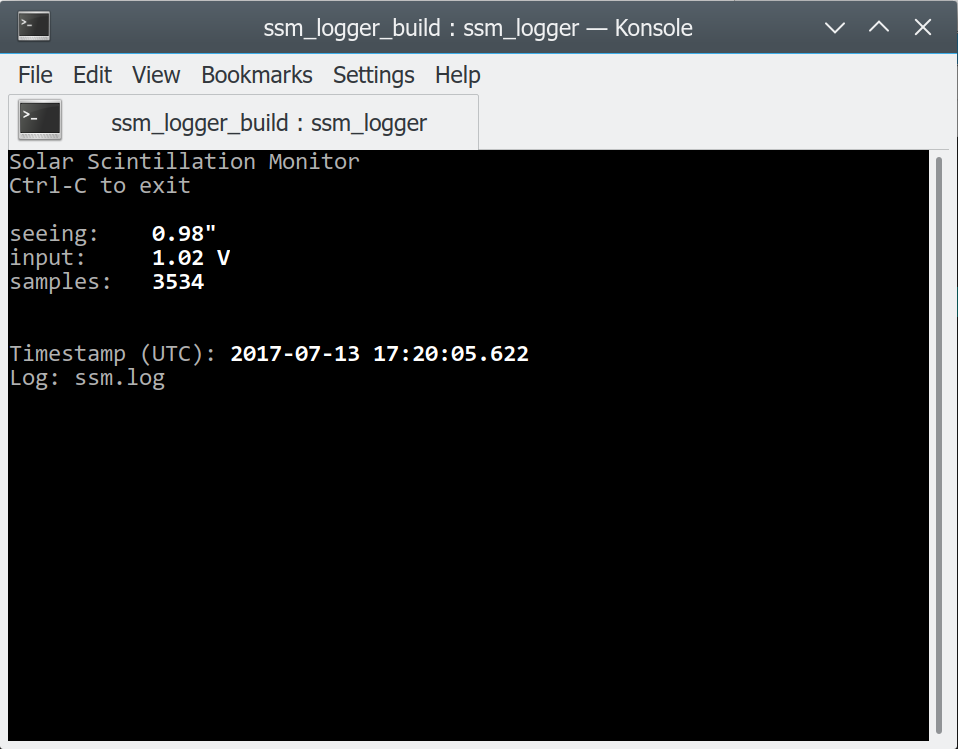 ssm_logger_build : ssm_logger — Konsole
File Edit View Bookmarks Settings Help
ssm_logger_build : ssm_logger
Solar Scintillation Monitor
Ctrl-C to exit
seeing: 0.98"
input: 1.02 V
samples: 3534
Timestamp (UTC): 2017-07-13 17:20:05.622
Log: ssm.log